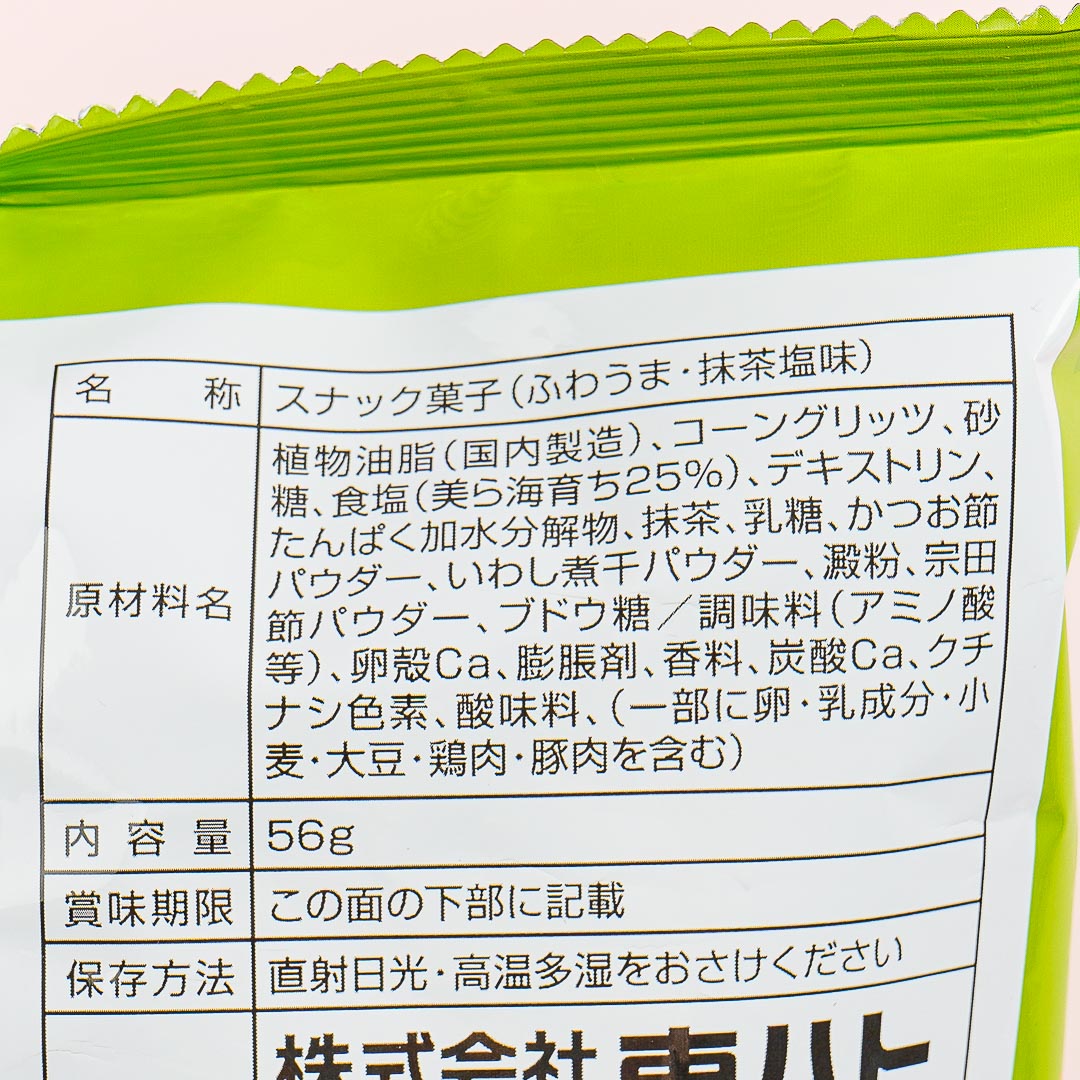 名称 スナック菓子(ふわうま・抹茶塩味)
原材料名
植物油脂(国内製造)、コーングリッツ、砂
糖、食塩(美ら海育ち25%)、デキストリン、
たんぱく加水分解物、抹茶、乳糖、かつお節
パウダー、いわし煮干パウダー、澱粉、宗田
節パウダー、ブドウ糖/調味料(アミノ酸
等)、卵殻Ca、膨脹剤、香料、炭酸Ca、クチ
ナシ色素、酸味料、(一部に卵・乳成分・小
麦・大豆・鶏肉・豚肉を含む)
内容量 56g
賞味期限 この面の下部に記載
保存方法 直射日光・高温多湿をおさけください
株式会社 東ハト